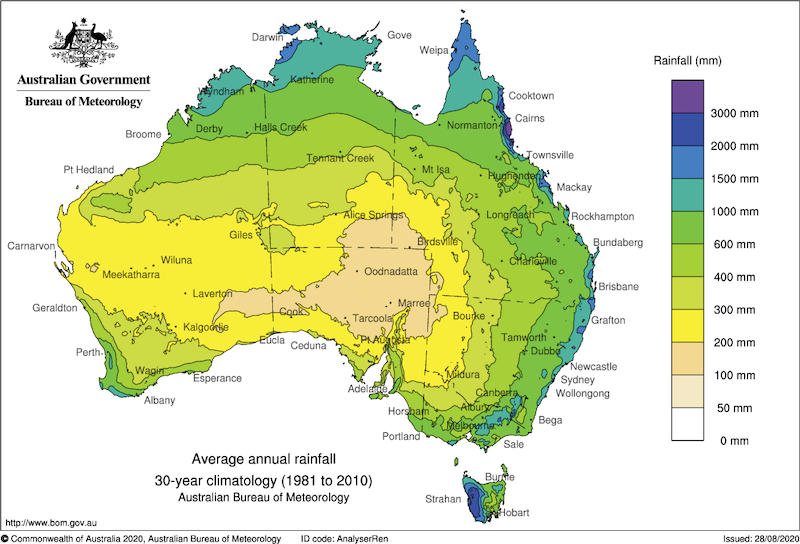 Australian Government
Bureau of Meteorology
Darwin
Gove
Weipa
Rainfall (mm)
Wyndham
Katherine
Cooktown
3000 mm
Cairns
Broome
Derby
Halls Creek
Normanton
2000 mm
Townsville
Tennant Creek
Mt Isa
Hughenden
1500 mm
Pt Hedland
Mackay
Giles
Alice Springs
Longreach
Rockhampton
1000 mm
Carnarvon
Birdsville
Bundaberg
600 mm
Wiluna
Meekatharra
Oodnadatta
Charleville
400 mm
Laverton
Marree
Brisbane
Geraldton
Cook
Tarcoola
Bourke
Grafton
300 mm
Kalgoorlie
Eucla
Ceduna
Pt Augusta
Tamworth
200 mm
Perth
Dubbo
Newcastle
Wagin
Esperance
Mildura
Sydney
100 mm
Albany
Adelaide
Canberra
Wollongong
Horsham
Albury
50 mm
Portland
Melbourne
Bega
Sale
0 mm
Average annual rainfall
30-year climatology (1981 to 2010)
Australian Bureau of Meteorology
Burnie
Strahan
Hobart
http://www.bom.gov.au
© Commonwealth of Australia 2020, Australian Bureau of Meteorology
ID code: AnalyserRen
Issued: 28/08/2020